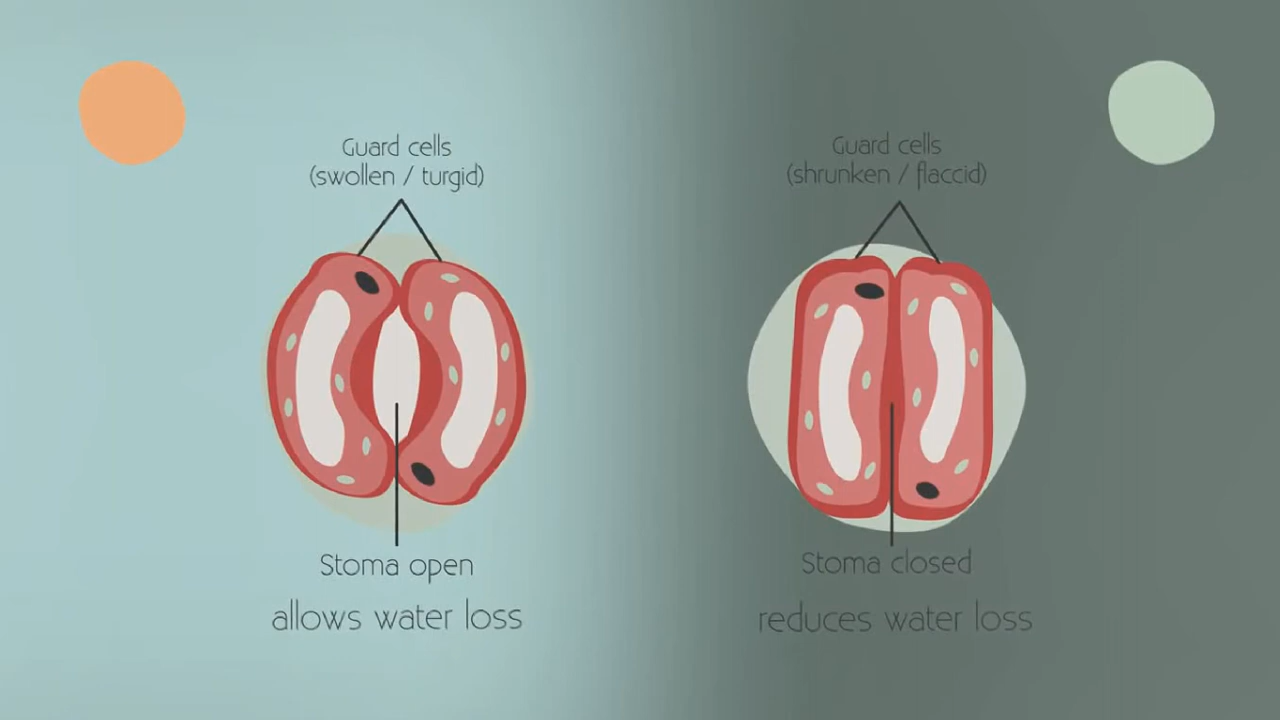 Guard cells
(swollen / turgid)
Stoma open
allows water loss
Guard cells
(shrunken / flaccid)
Stoma closed
reduces water loss